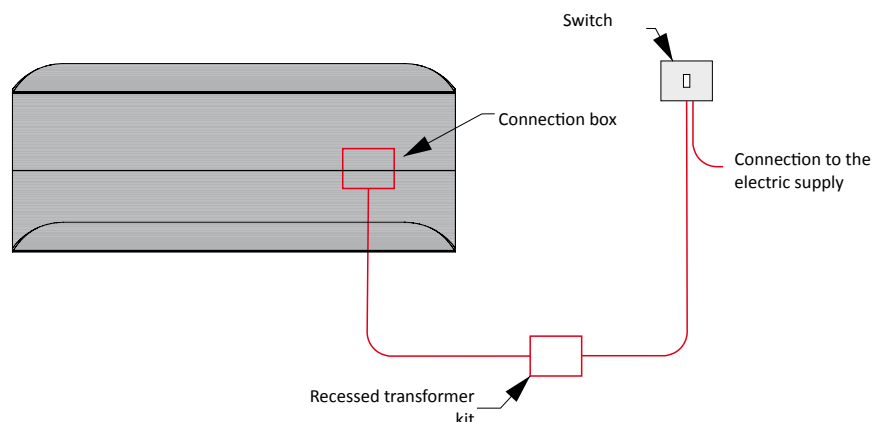 Switch
Connection box
Connection to the
electric supply
Recessed transformer
kit